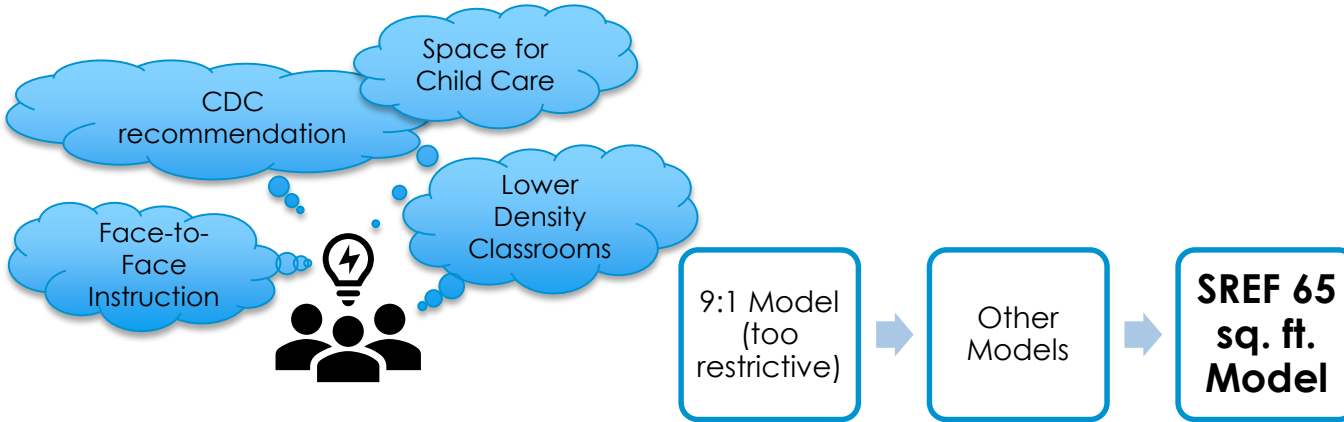 Space for
Child Care
CDC
recommendation
Lower
Density
Classrooms
Face-to-
Face
Instruction
9:1 Model
(too
restrictive)
Other
Models
SREF 65
sq. ft.
Model